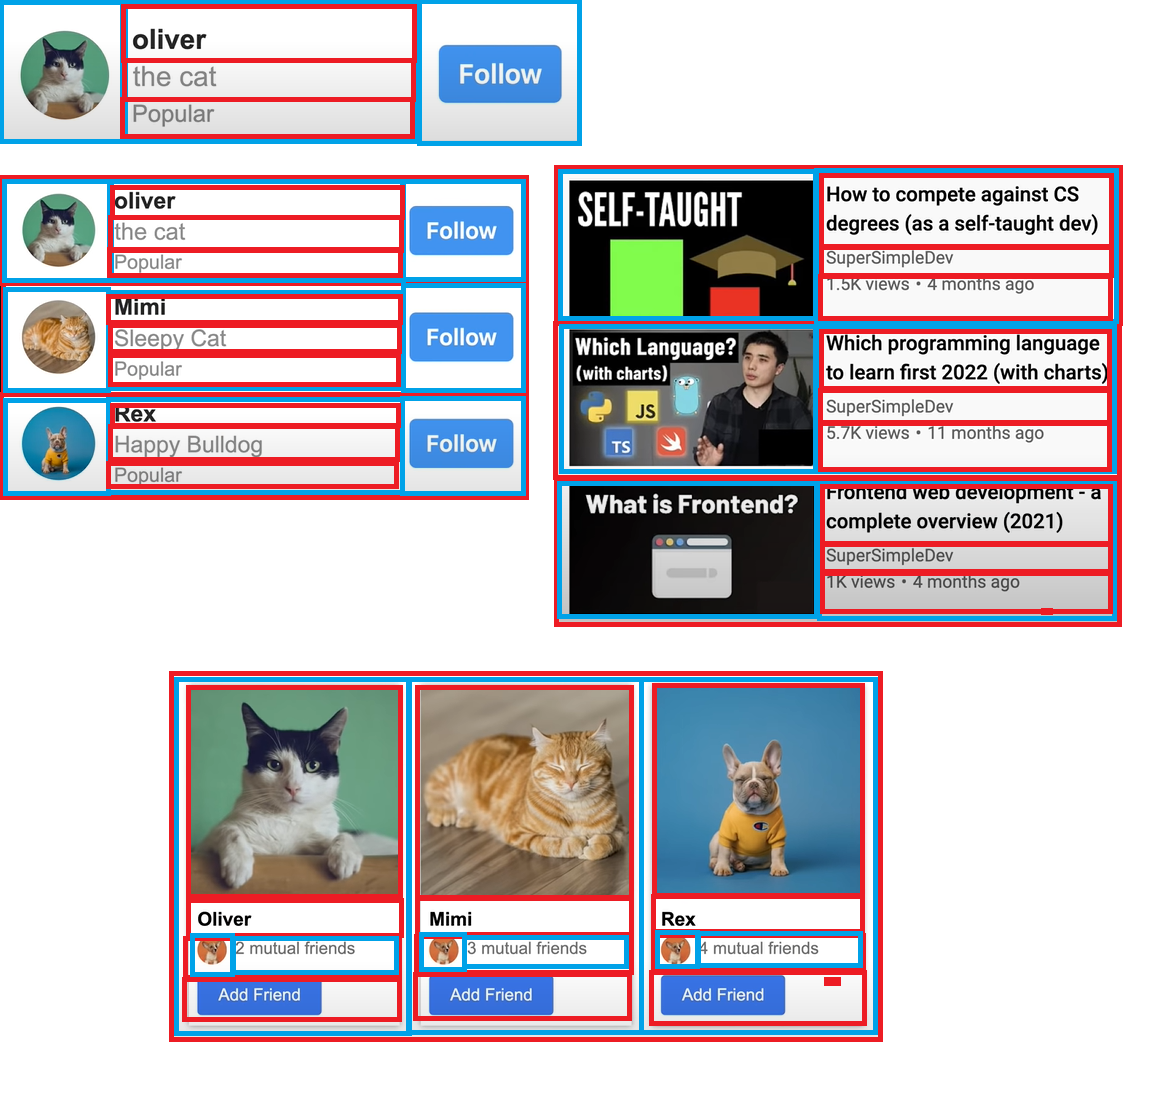 oliver
the cat
Popular
Follow
oliver
the cat
Popular
Follow
Mimi
Sleepy Cat
Popular
Follow
Rex
Happy Bulldog
Popular
Follow
SELF-TAUGHT
How to compete against CS
degrees (as a self-taught dev)
SuperSimpleDev
1.5K views • 4 months ago
Which Language?
(with charts)
JS
TS
Which programming language
to learn first 2022 (with charts)
SuperSimpleDev
5.7K views • 11 months ago
What is Frontend?
Frontend web development - a
complete overview (2021)
SuperSimpleDev
1K views • 4 months ago
Oliver
2 mutual friends
Add Friend
Mimi
3 mutual friends
Add Friend
Rex
4 mutual friends
Add Friend